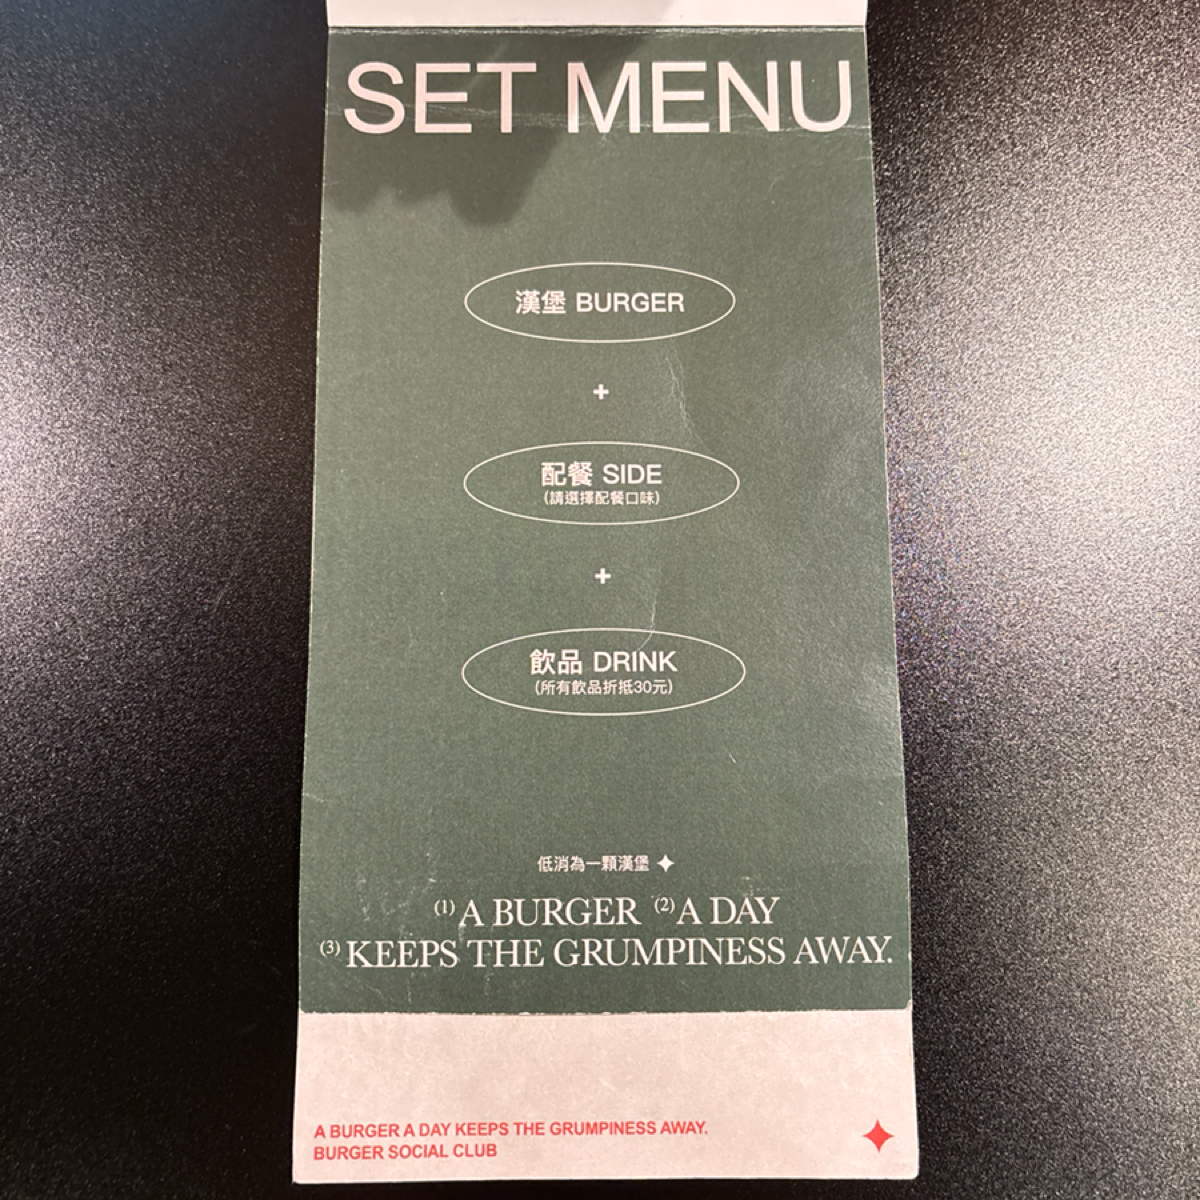 SET MENU
漢堡 BURGER
+
配餐 SIDE
(請選擇配餐口味)
+
飲品 DRINK
(所有飲品折抵30元)
低消為一顆漢堡
(1) A BURGER (2) A DAY
(3) KEEPS THE GRUMPINESS AWAY.
A BURGER A DAY KEEPS THE GRUMPINESS AWAY.
BURGER SOCIAL CLUB